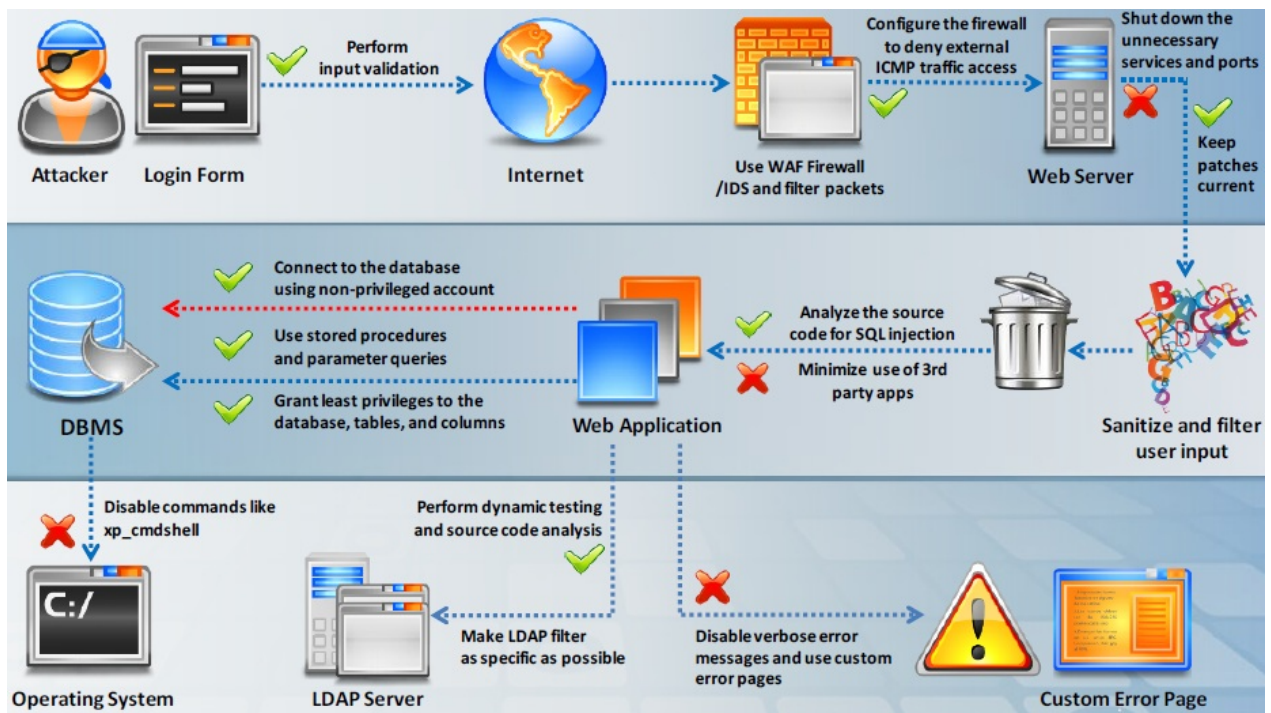 Attacker
Login Form
Perform
input validation
Internet
Use WAF Firewall
/IDS and filter packets
Configure the firewall
to deny external
ICMP traffic access
Web Server
Shut down the
unnecessary
services and ports
Keep
patches
current
DBMS
Connect to the database
using non-privileged account
Use stored procedures
and parameter queries
Grant least privileges to the
database, tables, and columns
Web Application
Analyze the source
code for SQL injection
Minimize use of 3rd
party apps
Sanitize and filter
user input
Disable commands like
xp_cmdshell
C:/
Operating System
Perform dynamic testing
and source code analysis
Make LDAP filter
as specific as possible
LDAP Server
Disable verbose error
messages and use custom
error pages
Custom Error Page